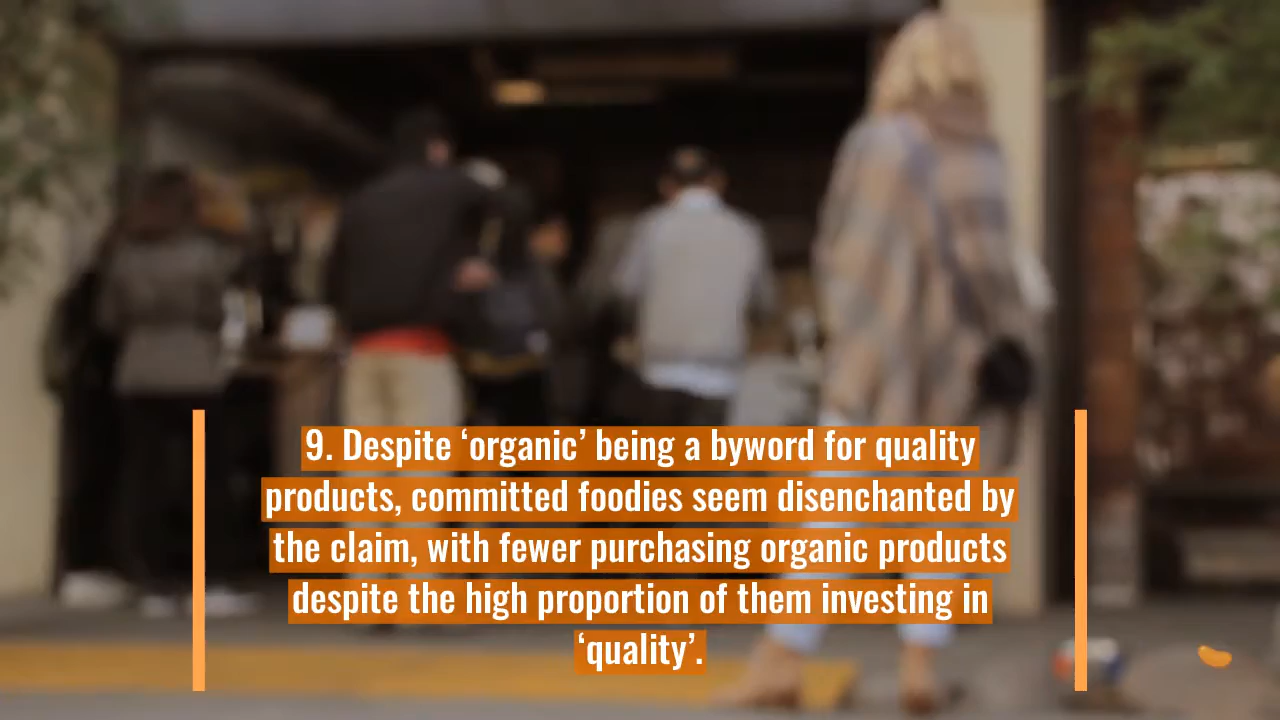 9. Despite ‘organic’ being a byword for quality
products, committed foodies seem disenchanted by
the claim, with fewer purchasing organic products
despite the high proportion of them investing in
‘quality’.